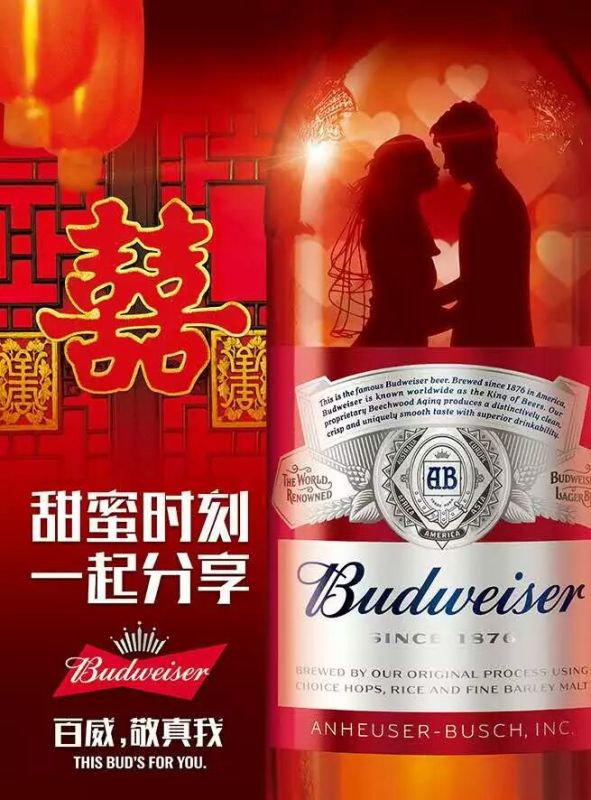 囍
甜蜜时刻
一起分享
Budweiser
百威,敬真我
THIS BUD'S FOR YOU.
This is the famous Budweiser beer. Brewed since 1876 in America,
Budweiser is known worldwide as the King of Beers. Our
proprietary Beechwood Aqing produces a distinctively clean,
crisp and uniquely smooth taste with superior drinkability.
THE WORLD
RENOWNED
AB
AMERICA
BUDWEISE
LAGER B
Budweiser
SINCE 1876
BREWED BY OUR ORIGINAL PROCESS USING
CHOICE HOPS, RICE AND FINE BARLEY MALT
ANHEUSER-BUSCH, INC.